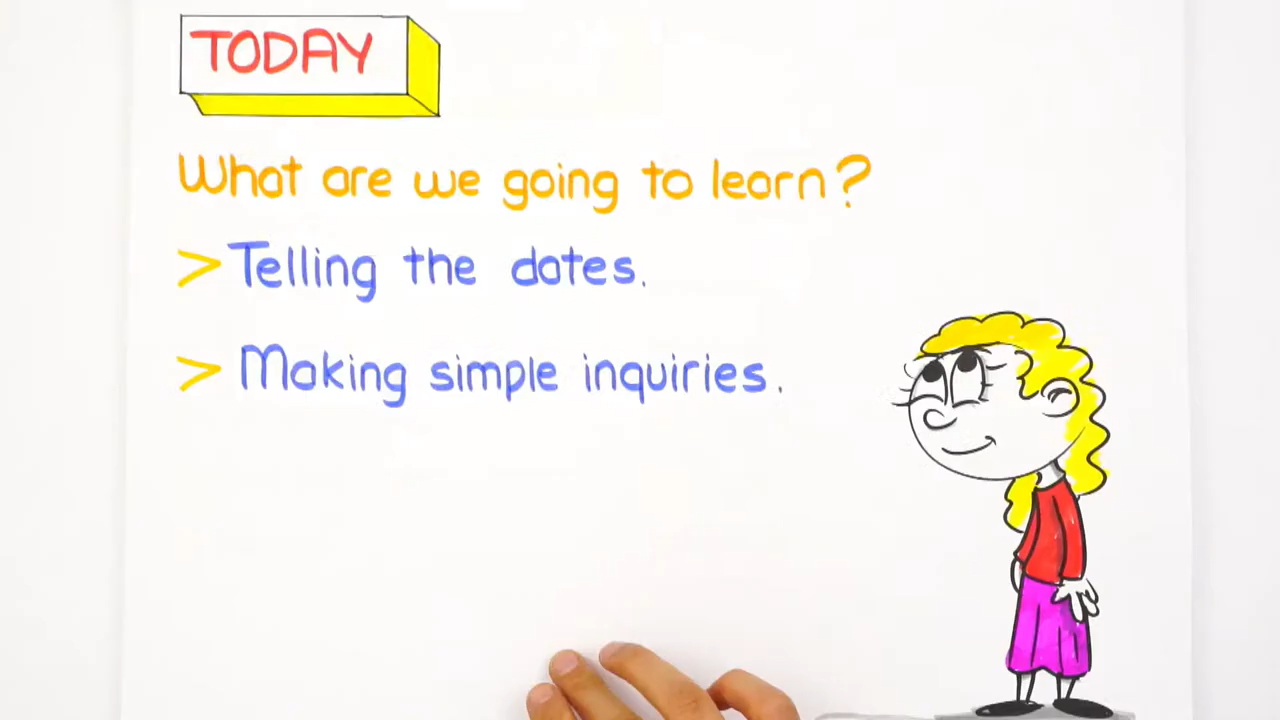 TODAY
What are we going to learn?
> Telling the dates.
> Making simple inquiries.